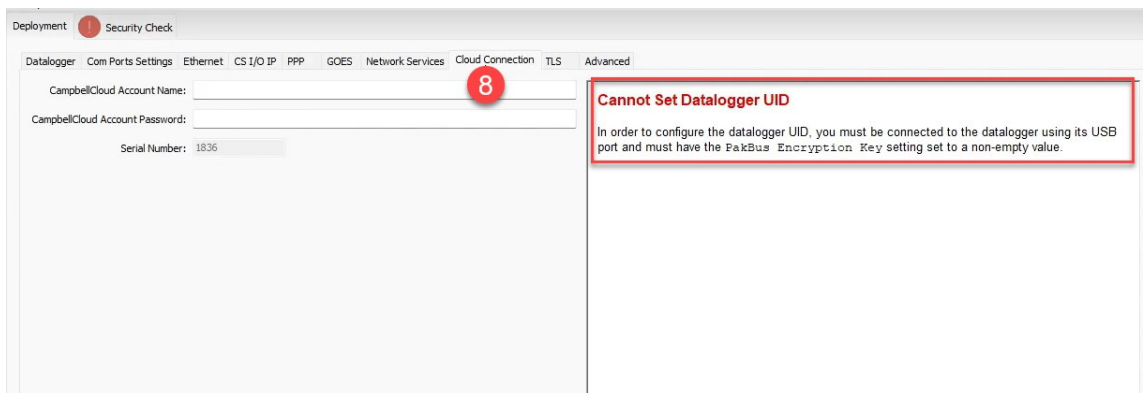 Deployment ! Security Check
Datalogger Com Ports Settings Ethernet CS I/O IP PPP GOES Network Services Cloud Connection TLS Advanced
8
CampbellCloud Account Name:
CampbellCloud Account Password:
Serial Number: 1836
Cannot Set Datalogger UID
In order to configure the datalogger UID, you must be connected to the datalogger using its USB
port and must have the PakBus Encryption Key setting set to a non-empty value.